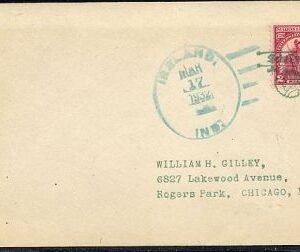 IRELAND,
MAR
17
1932
IND.
WILLIAM H. GILLEY,
6827 Lakewood Avenue,
Rogers Park, CHICAGO,